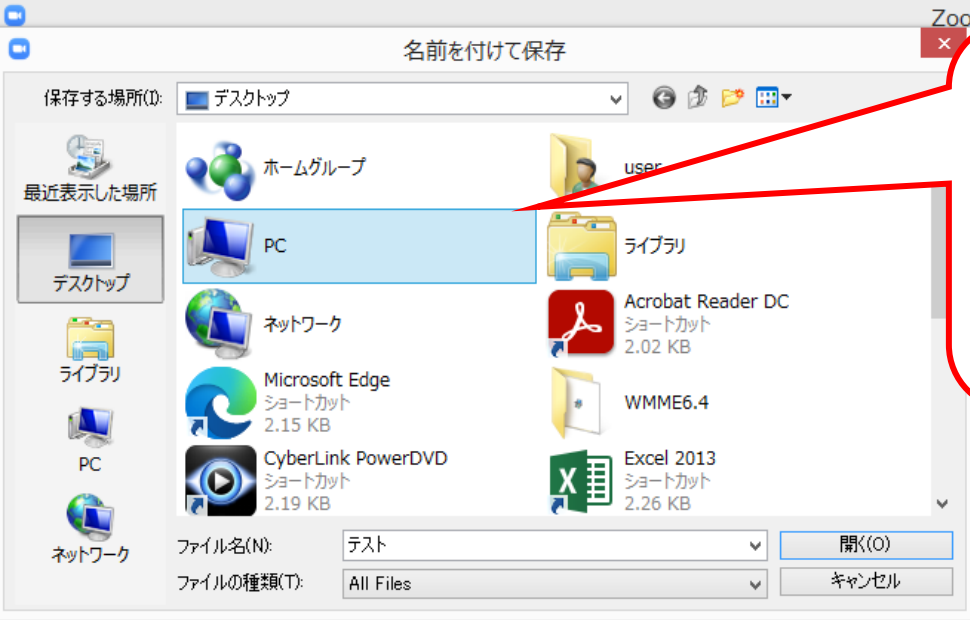 Zoo
名前を付けて保存
保存する場所(I):
デスクトップ
最近表示した場所
デスクトップ
ライブラリ
PC
ネットワーク
ホームグループ
user
PC
ライブラリ
ネットワーク
Acrobat Reader DC
ショートカット
2.02 KB
Microsoft Edge
ショートカット
2.15 KB
WMME6.4
CyberLink PowerDVD
ショートカット
2.19 KB
Excel 2013
ショートカット
2.26 KB
ファイル名(N):
テスト
開く(O)
ファイルの種類(T):
All Files
キャンセル